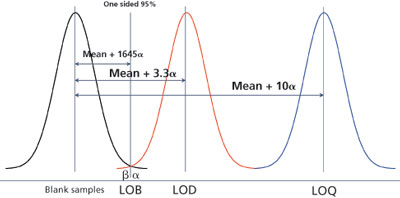 One sided 95%
Mean + 1645α
Mean + 3.3α
Mean + 10α
β α
Blank samples LOB LOD LOQ